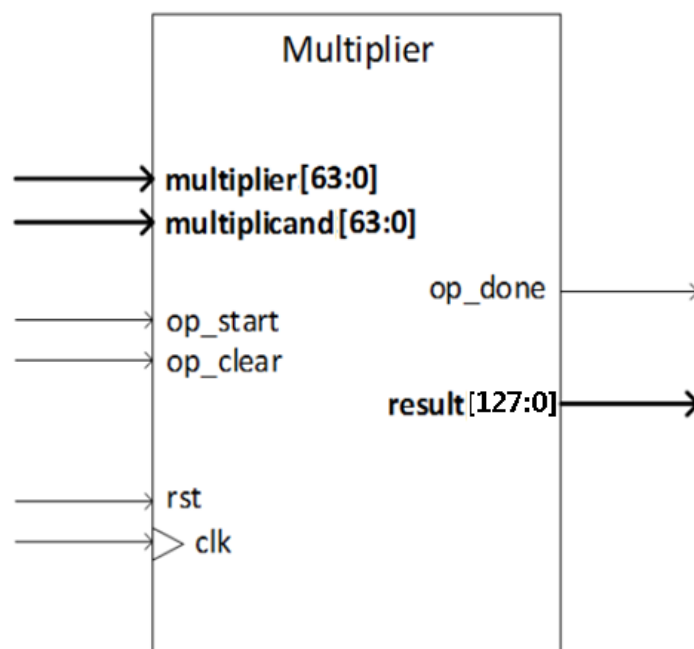 Multiplier
multiplier[63:0]
multiplicand[63:0]
op_done
op_start
op_clear
result[127:0]
rst
clk